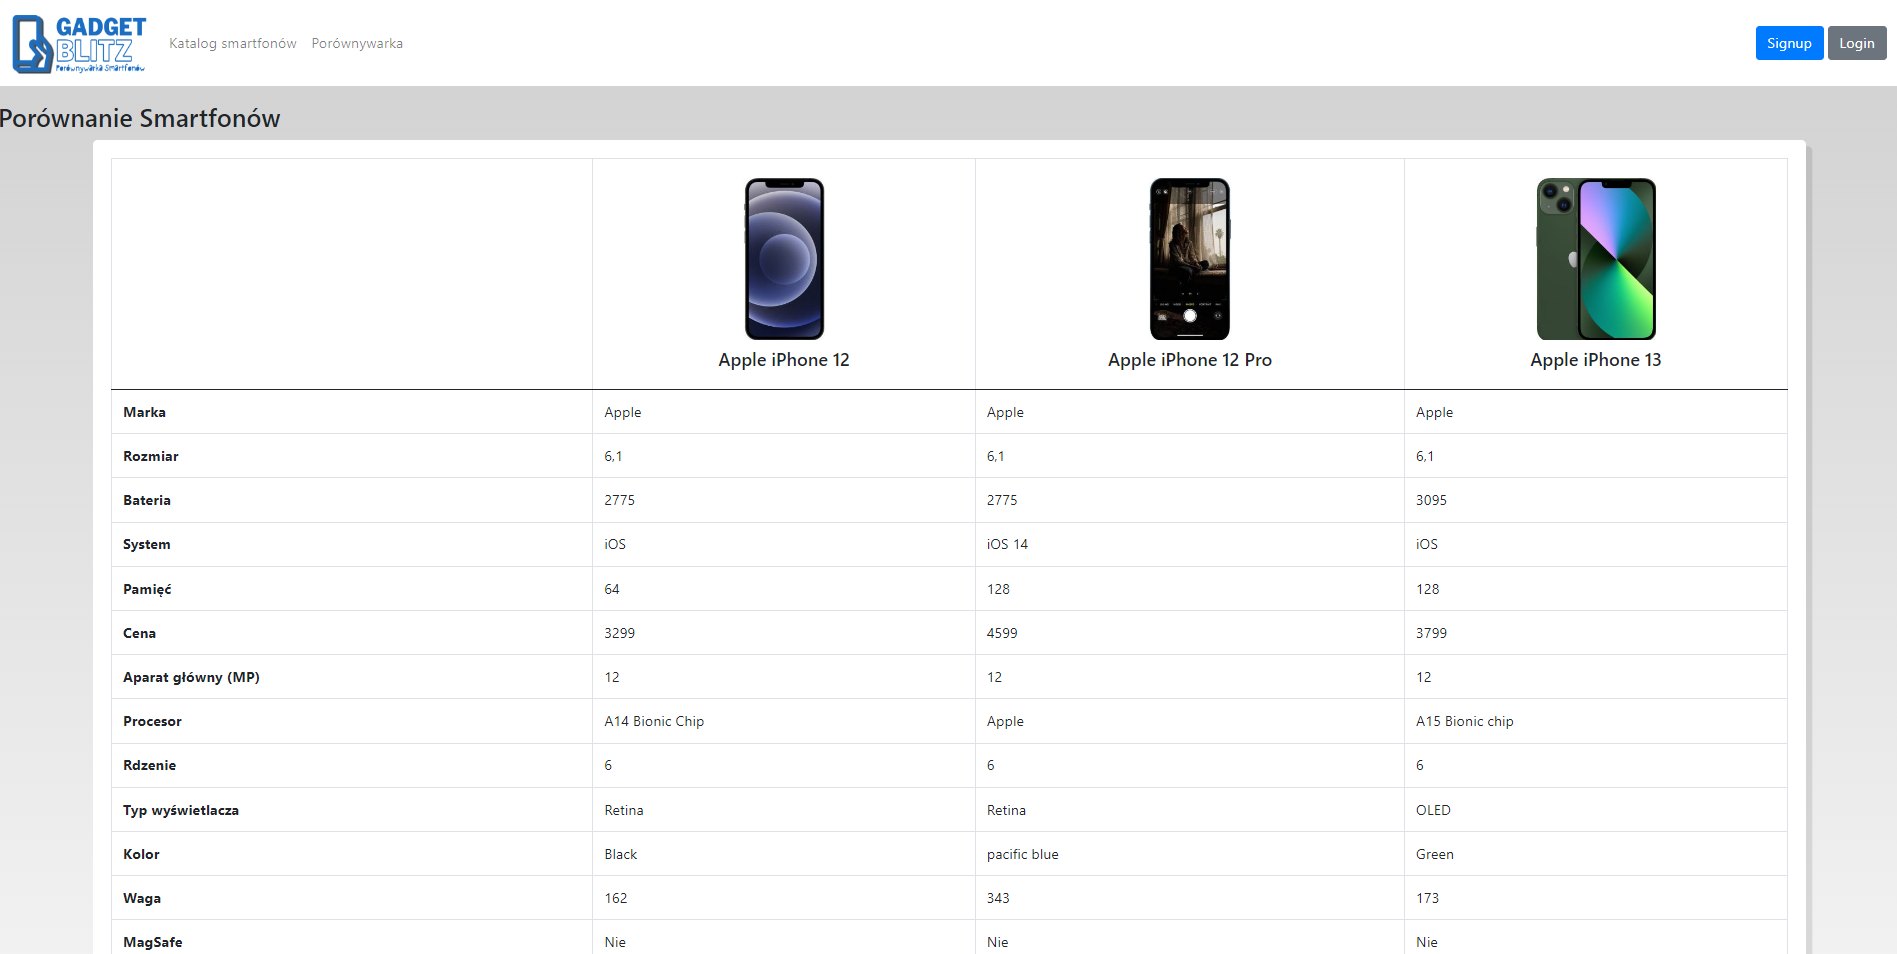 GADGET
BLITZ
Porównywarka Smartfonów
Katalog smartfonów Porównywarka
Signup Login
Porównanie Smartfonów
Apple iPhone 12 Apple iPhone 12 Pro Apple iPhone 13
Marka Apple Apple Apple
Rozmiar 6,1 6,1 6,1
Bateria 2775 2775 3095
System iOS iOS 14 iOS
Pamięć 64 128 128
Cena 3299 4599 3799
Aparat główny (MP) 12 12 12
Procesor A14 Bionic Chip Apple A15 Bionic chip
Rdzenie 6 6 6
Typ wyświetlacza Retina Retina OLED
Kolor Black pacific blue Green
Waga 162 343 173
MagSafe Nie Nie Nie